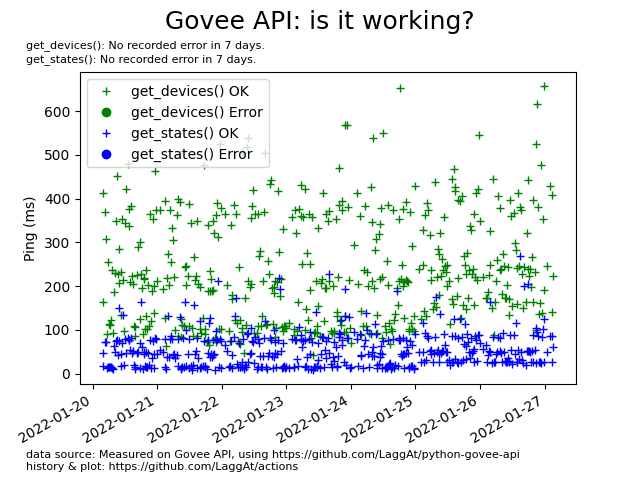 Govee API: is it working?
get_devices(): No recorded error in 7 days.
get_states(): No recorded error in 7 days.
get_devices() OK
get_devices() Error
get_states() OK
get_states() Error
Ping (ms)
600
500
400
300
200
100
0
2022-01-20
2022-01-21
2022-01-22
2022-01-23
2022-01-24
2022-01-25
2022-01-26
2022-01-27
data source: Measured on Govee API, using https://github.com/LaggAt/python-govee-api
history & plot: https://github.com/LaggAt/actions